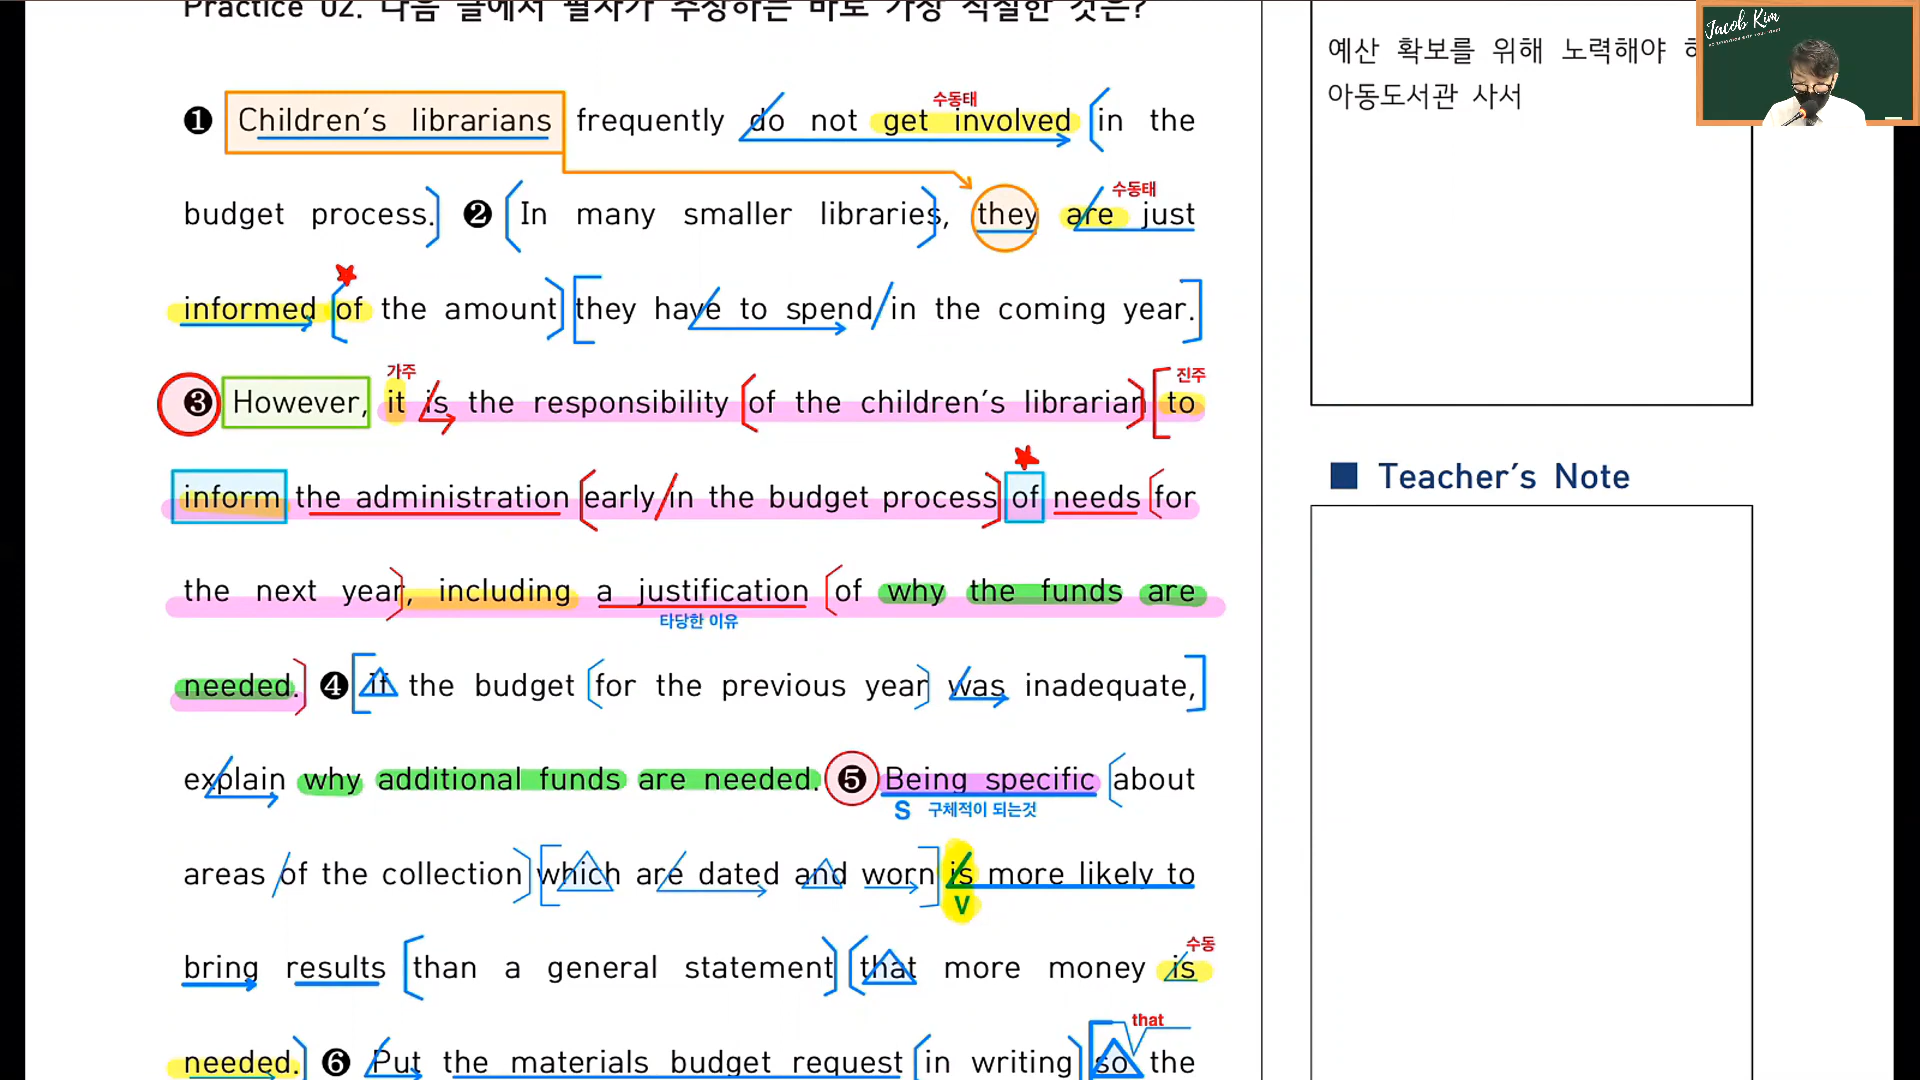 Practice 02. 다음 글에서 필자가 주장하는 바로 가장 적절한 것은?
❶ Children's librarians frequently do not get involved in the
수동태
budget process. ❷ In many smaller libraries, they are just
수동태
informed of the amount they have to spend in the coming year.
❸ However, it is the responsibility of the children's librarian to
가주
진주
inform the administration early in the budget process of needs for
the next year, including a justification of why the funds are
타당한 이유
needed. ❹ If the budget for the previous year was inadequate,
explain why additional funds are needed. ❺ Being specific about
S 구체적이 되는것
areas of the collection which are dated and worn is more likely to
V
bring results than a general statement that more money is
수동
needed. ❻ Put the materials budget request in writing so the
that
예산 확보를 위해 노력해야
아동도서관 사서
Teacher's Note
Jacob Kim